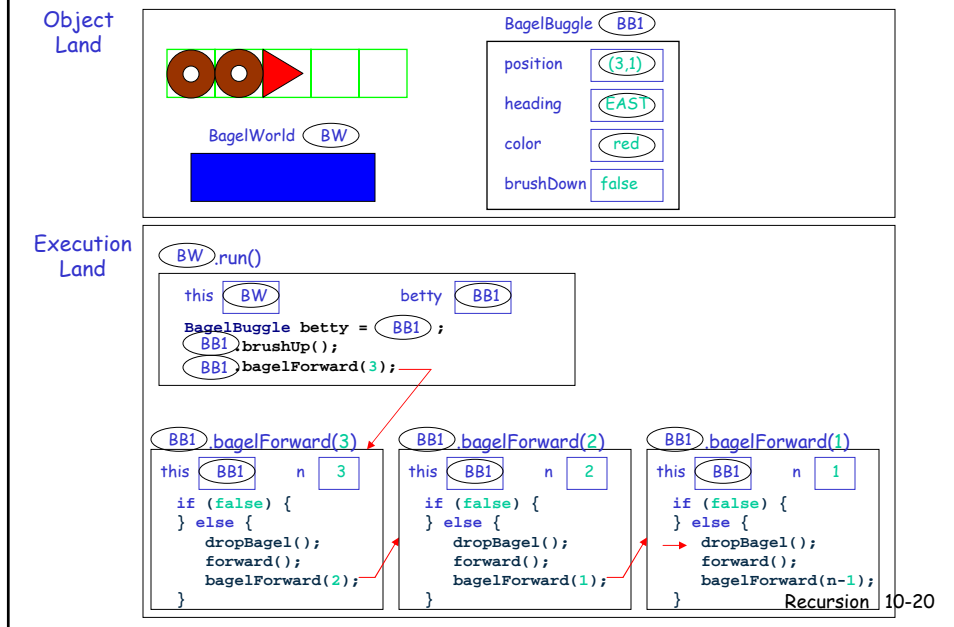 Object
Land
BagelBuggle BB1
position (3,1)
heading EAST
color red
brushDown false
BagelWorld BW
Execution
Land
BW.run()
this BW betty BB1
BagelBuggle betty = BB1 ;
BB1.brushUp();
BB1.bagelForward(3);
BB1.bagelForward(3)
this BB1 n 3
if (false) {
} else {
dropBagel();
forward();
bagelForward(2);
}
BB1.bagelForward(2)
this BB1 n 2
if (false) {
} else {
dropBagel();
forward();
bagelForward(1);
}
BB1.bagelForward(1)
this BB1 n 1
if (false) {
} else {
dropBagel();
forward();
bagelForward(n-1);
}
Recursion 10-20